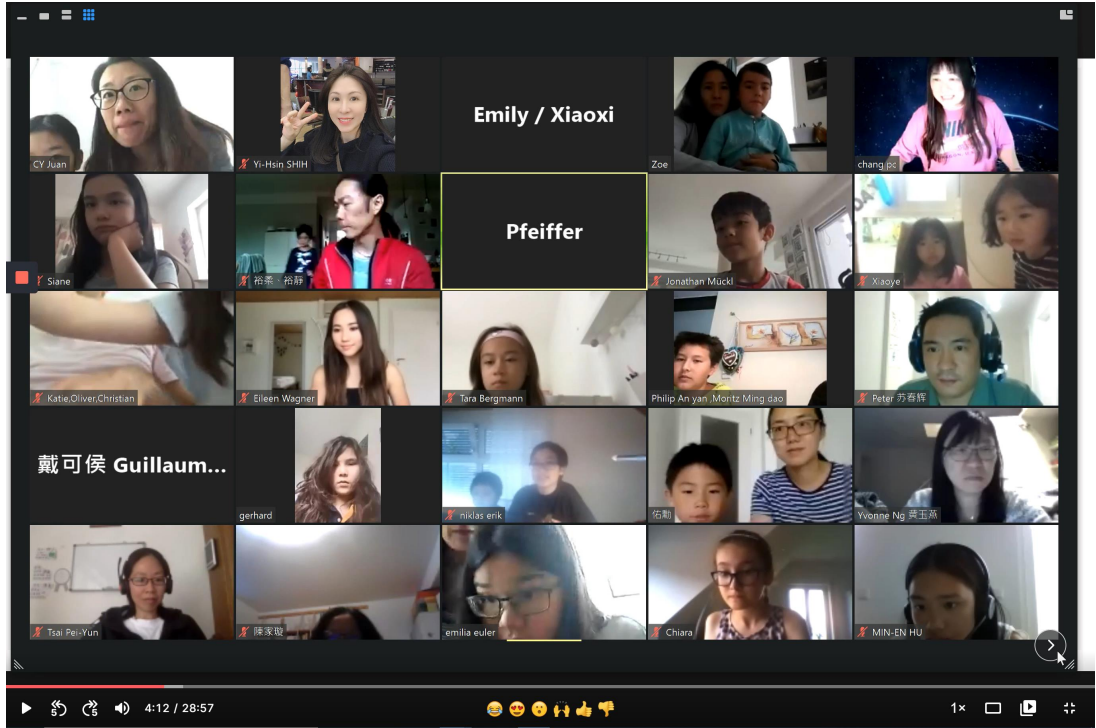 CY Juan
Yi-Hsin SHIH
Emily / Xiaoxi
Zoe
chang pc
Siane
裕柔、裕靜
Pfeiffer
Jonathan Mückl
Xiaoye
Katie,Oliver,Christian
Eileen Wagner
Tara Bergmann
Philip An yan ,Moritz Ming dao
Peter 苏春辉
戴可侯 Guillaum...
gerhard
niklas erik
佑勳
Yvonne Ng 黄玉燕
Tsai Pei-Yun
陳家璇
emilia euler
Chiara
MIN-EN HU
5
5
4:12 / 28:57
1×